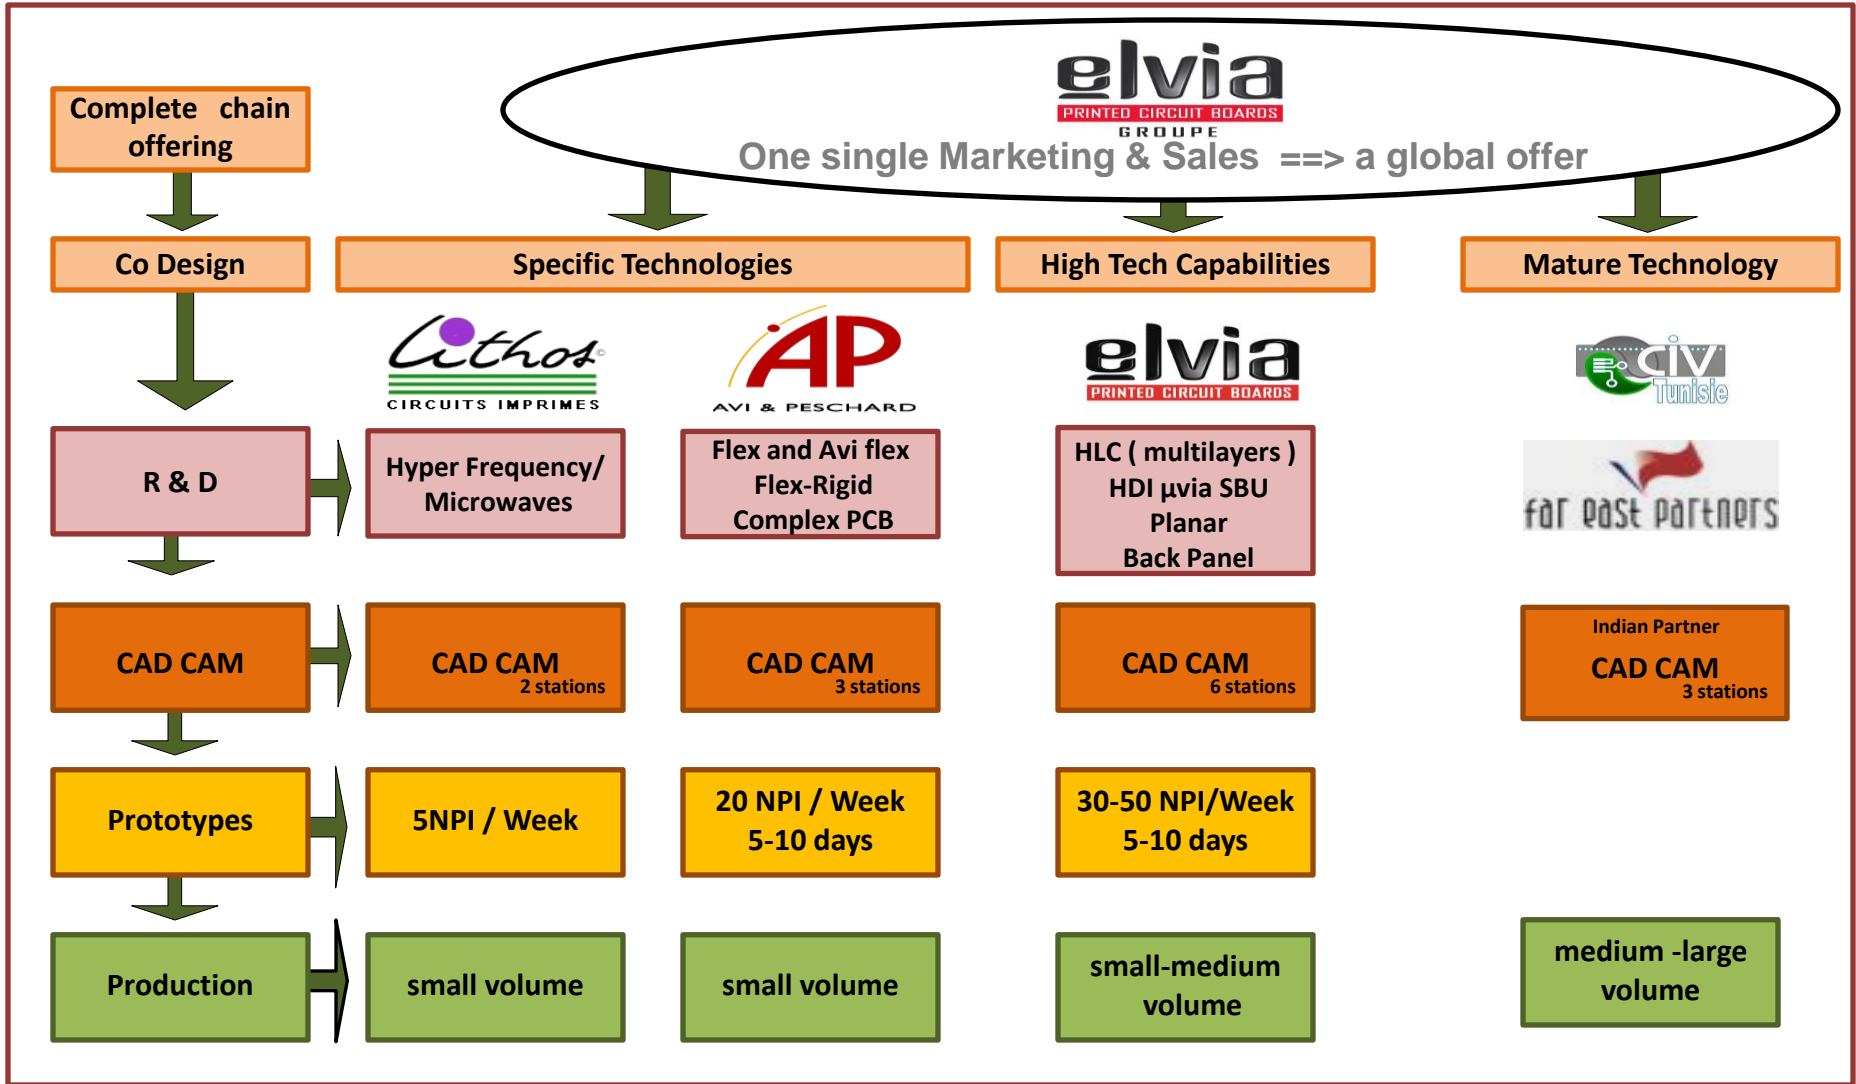 elvia
PRINTED CIRCUIT BOARDS
GROUPE
One single Marketing & Sales ==> a global offer
Complete chain
offering
Co Design
Specific Technologies
High Tech Capabilities
Mature Technology
Lithos
CIRCUITS IMPRIMES
AP
AVI & PESCHARD
elvia
PRINTED CIRCUIT BOARDS
CIV
Tunisie
far east partners
R & D
Hyper Frequency/
Microwaves
Flex and Avi flex
Flex-Rigid
Complex PCB
HLC ( multilayers )
HDI µvia SBU
Planar
Back Panel
CAD CAM
CAD CAM
2 stations
CAD CAM
3 stations
CAD CAM
6 stations
Indian Partner
CAD CAM
3 stations
Prototypes
5NPI / Week
20 NPI / Week
5-10 days
30-50 NPI/Week
5-10 days
Production
small volume
small volume
small-medium
volume
medium -large
volume